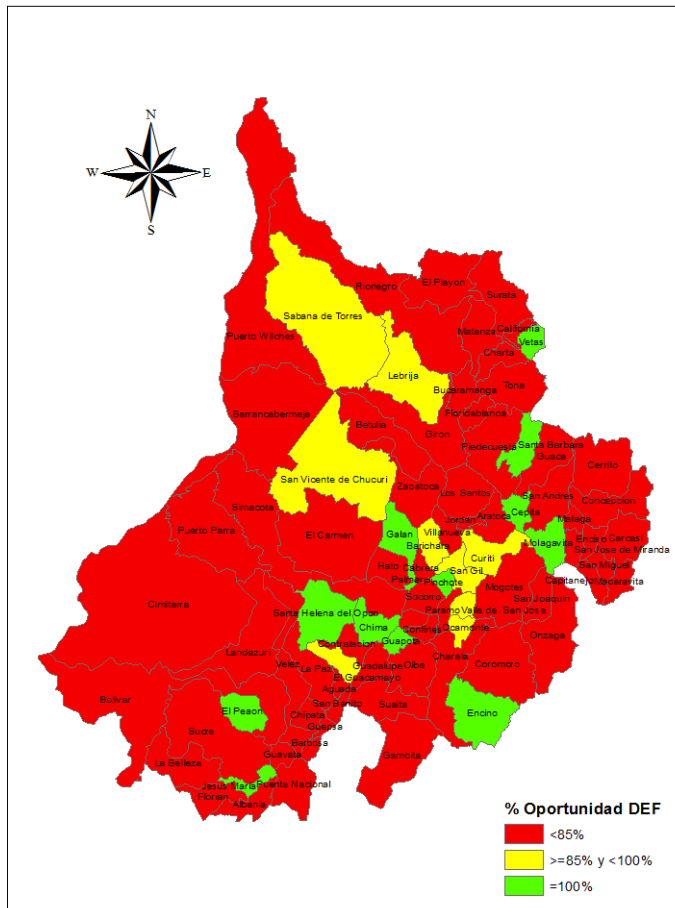 N
W
E
S
Rionegro
El Playon
Surata
Sabana de Torres
California
Vetas
Matanza
Puerto Wilches
Charta
Lebrija
Bucaramanga
Tona
Barrancabermeja
Floridablanca
Betulia
Giron
Piedecuesta
Santa Barbara
Guaca
Cerrito
San Vicente de Chucuri
Zapatoca
Los Santos
San Andres
Concepcion
Simacota
Cepita
Aratoca
Jordan
Malaga
Puerto Parra
El Carmen
Galan
Villanueva
Molagavita
Enciso
Carcasi
Barichara
San Jose de Miranda
Curiti
Hato
Cabrera
San Gil
San Miguel
Palmar
Pinchote
Mogotes
Capitanejo
Macaravita
Cimitarra
Socorro
San Joaquin
Santa Helena del Opon
Paramo
Valle de San Jose
Chima
Confines
Ocamonte
Onzaga
Contratacion
Guapota
Landazuri
Velez
La Paz
Guadalupe
Oiba
Charala
Coromoro
El Guacamayo
Aguada
Bolivar
San Benito
Suaita
El Peaon
Chipata
Encino
Guepsa
Sucre
Barbosa
Guavata
Gambita
La Belleza
Jesus Maria
Puente Nacional
Florian
Albania
% Oportunidad DEF
<85%
>=85% y <100%
=100%